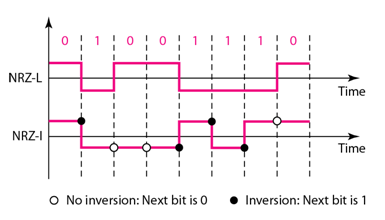 0 1 0 0 1 1 1 0
NRZ-L
Time
NRZ-I
Time
No inversion: Next bit is 0 Inversion: Next bit is 1